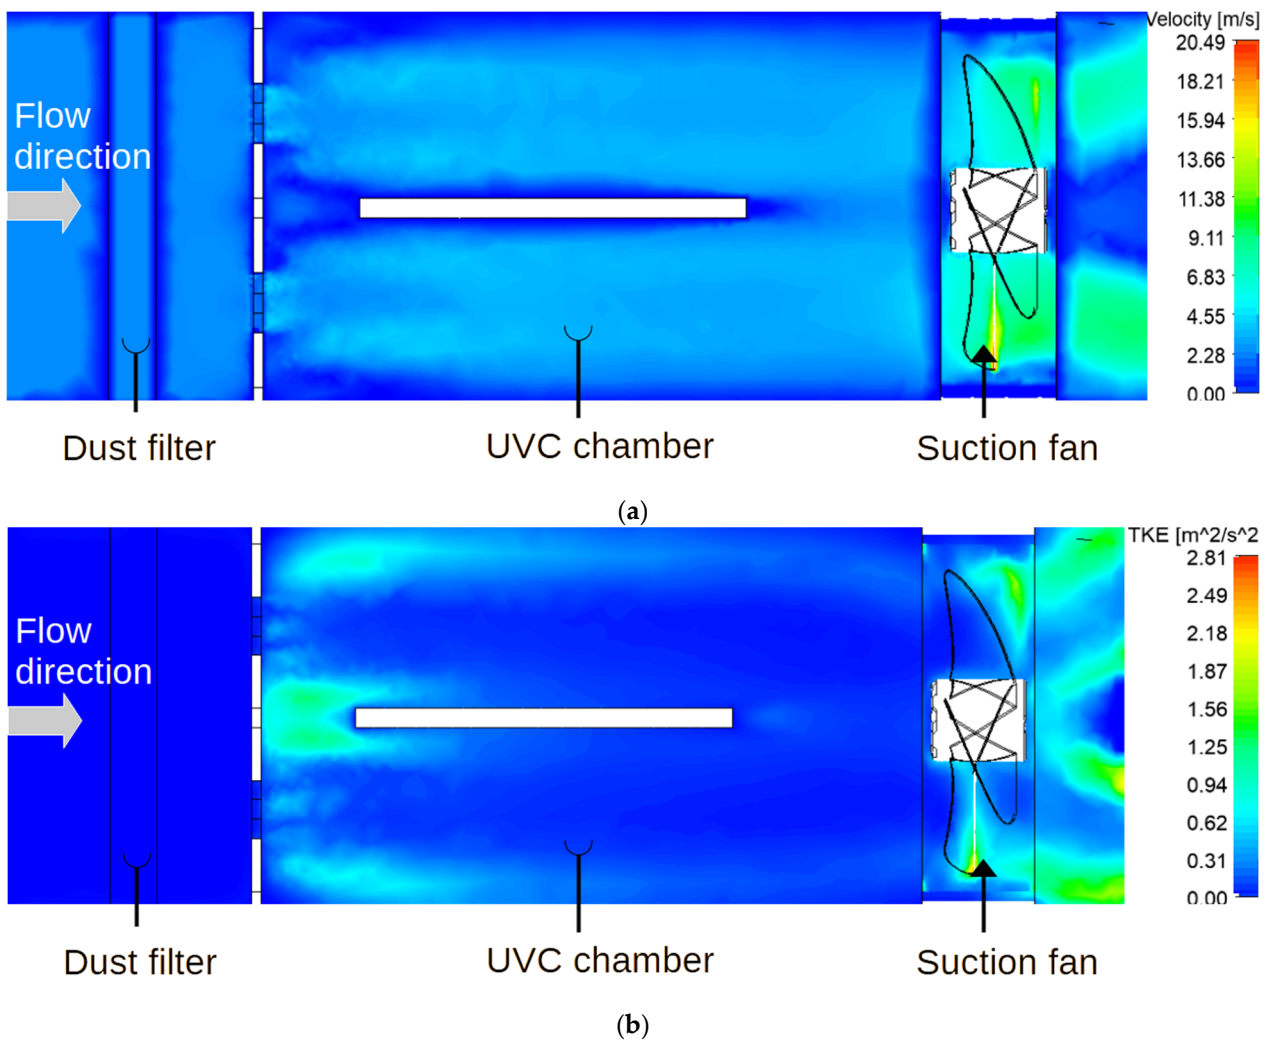 Velocity [m/s]
20.49
18.21
15.94
13.66
11.38
9.11
6.83
4.55
2.28
0.00
Flow
direction
Dust filter
UVC chamber
Suction fan
(a)
TKE [m^2/s^2
2.81
2.49
2.18
1.87
1.56
1.25
0.94
0.62
0.31
0.00
Flow
direction
Dust filter
UVC chamber
Suction fan
(b)